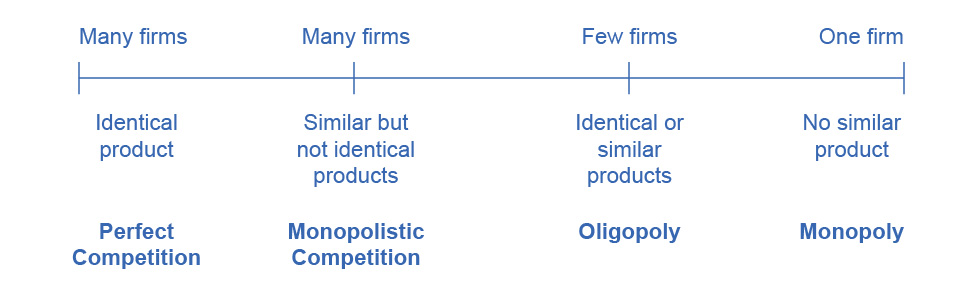 Many firms
Many firms
Few firms
One firm
Identical
product
Similar but
not identical
products
Identical or
similar
products
No similar
product
Perfect
Competition
Monopolistic
Competition
Oligopoly
Monopoly